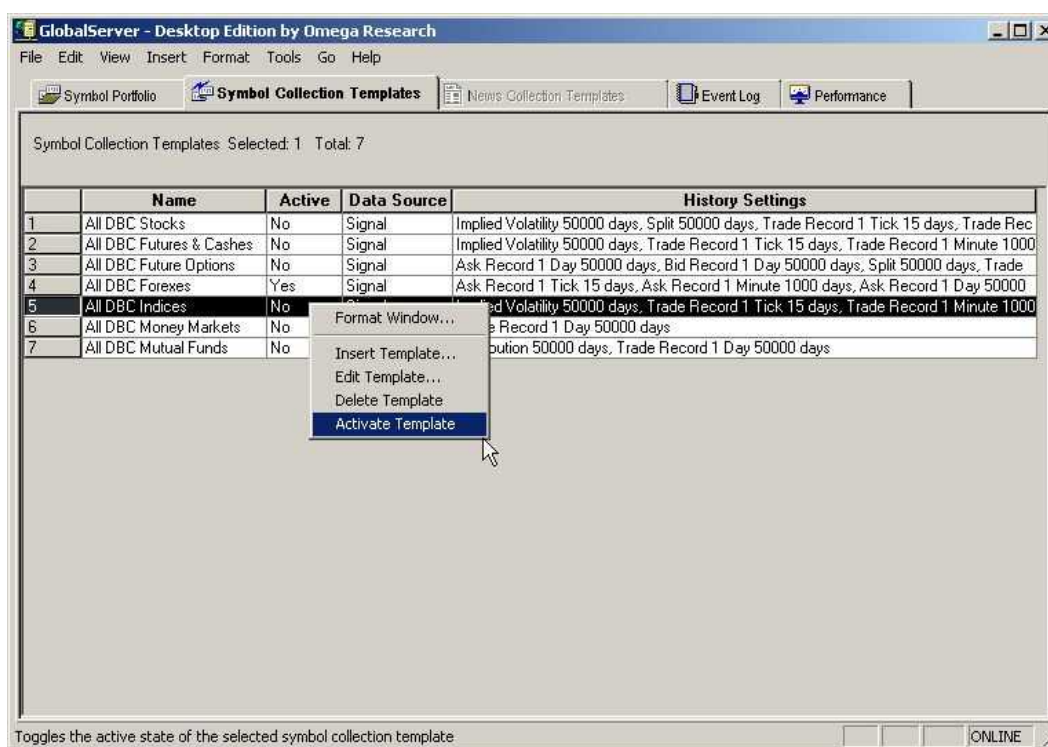 GlobalServer - Desktop Edition by Omega Research
File Edit View Insert Format Tools Go Help
Symbol Portfolio Symbol Collection Templates News Collection Templates Event Log Performance
Symbol Collection Templates Selected: 1 Total: 7
Name Active Data Source History Settings
1 All DBC Stocks No Signal Implied Volatility 50000 days, Split 50000 days, Trade Record 1 Tick 15 days, Trade Rec
2 All DBC Futures & Cashes No Signal Implied Volatility 50000 days, Trade Record 1 Tick 15 days, Trade Record 1 Minute 1000
3 All DBC Future Options No Signal Ask Record 1 Day 50000 days, Bid Record 1 Day 50000 days, Split 50000 days, Trade
4 All DBC Forexes Yes Signal Ask Record 1 Tick 15 days, Ask Record 1 Minute 1000 days, Ask Record 1 Day 50000
5 All DBC Indices No ed Volatility 50000 days, Trade Record 1 Tick 15 days, Trade Record 1 Minute 1000
6 All DBC Money Markets No e Record 1 Day 50000 days
7 All DBC Mutual Funds No bution 50000 days, Trade Record 1 Day 50000 days
Format Window...
Insert Template...
Edit Template...
Delete Template
Activate Template
Toggles the active state of the selected symbol collection template ONLINE